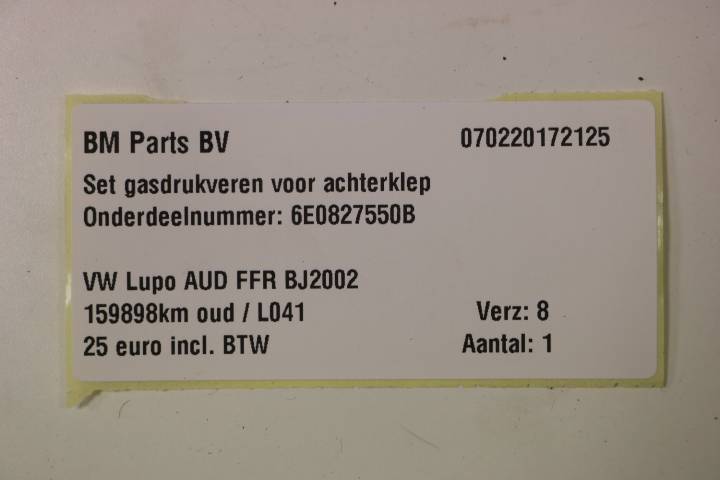 BM Parts BV 070220172125
Set gasdrukveren voor achterklep
Onderdeelnummer: 6E0827550B
VW Lupo AUD FFR BJ2002
159898km oud / L041 Verz: 8
25 euro incl. BTW Aantal: 1